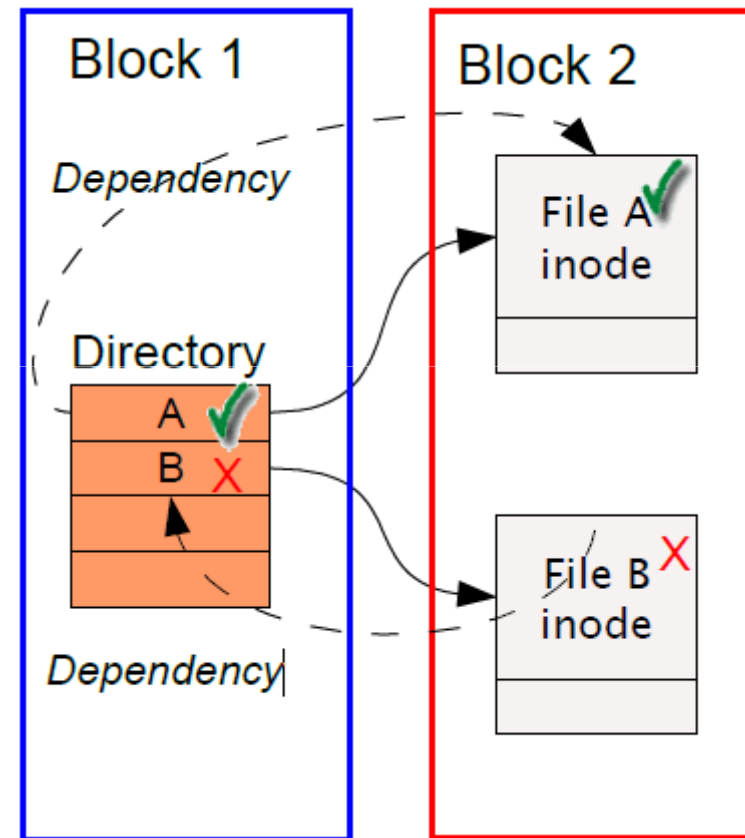 Block 1
Block 2
Dependency
File A
inode
Directory
A
B X
File B X
inode
Dependency